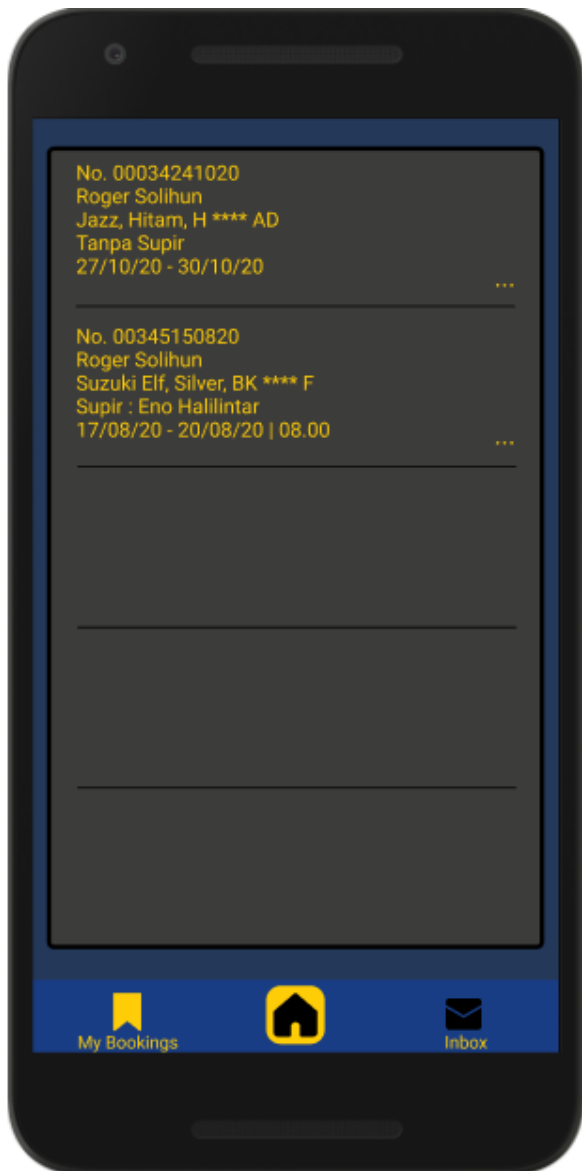 No. 00034241020
Roger Solihun
Jazz, Hitam, H **** AD
Tanpa Supir
27/10/20 - 30/10/20
...
No. 00345150820
Roger Solihun
Suzuki Elf, Silver, BK **** F
Supir : Eno Halilintar
17/08/20 - 20/08/20 | 08.00
...
My Bookings
Inbox